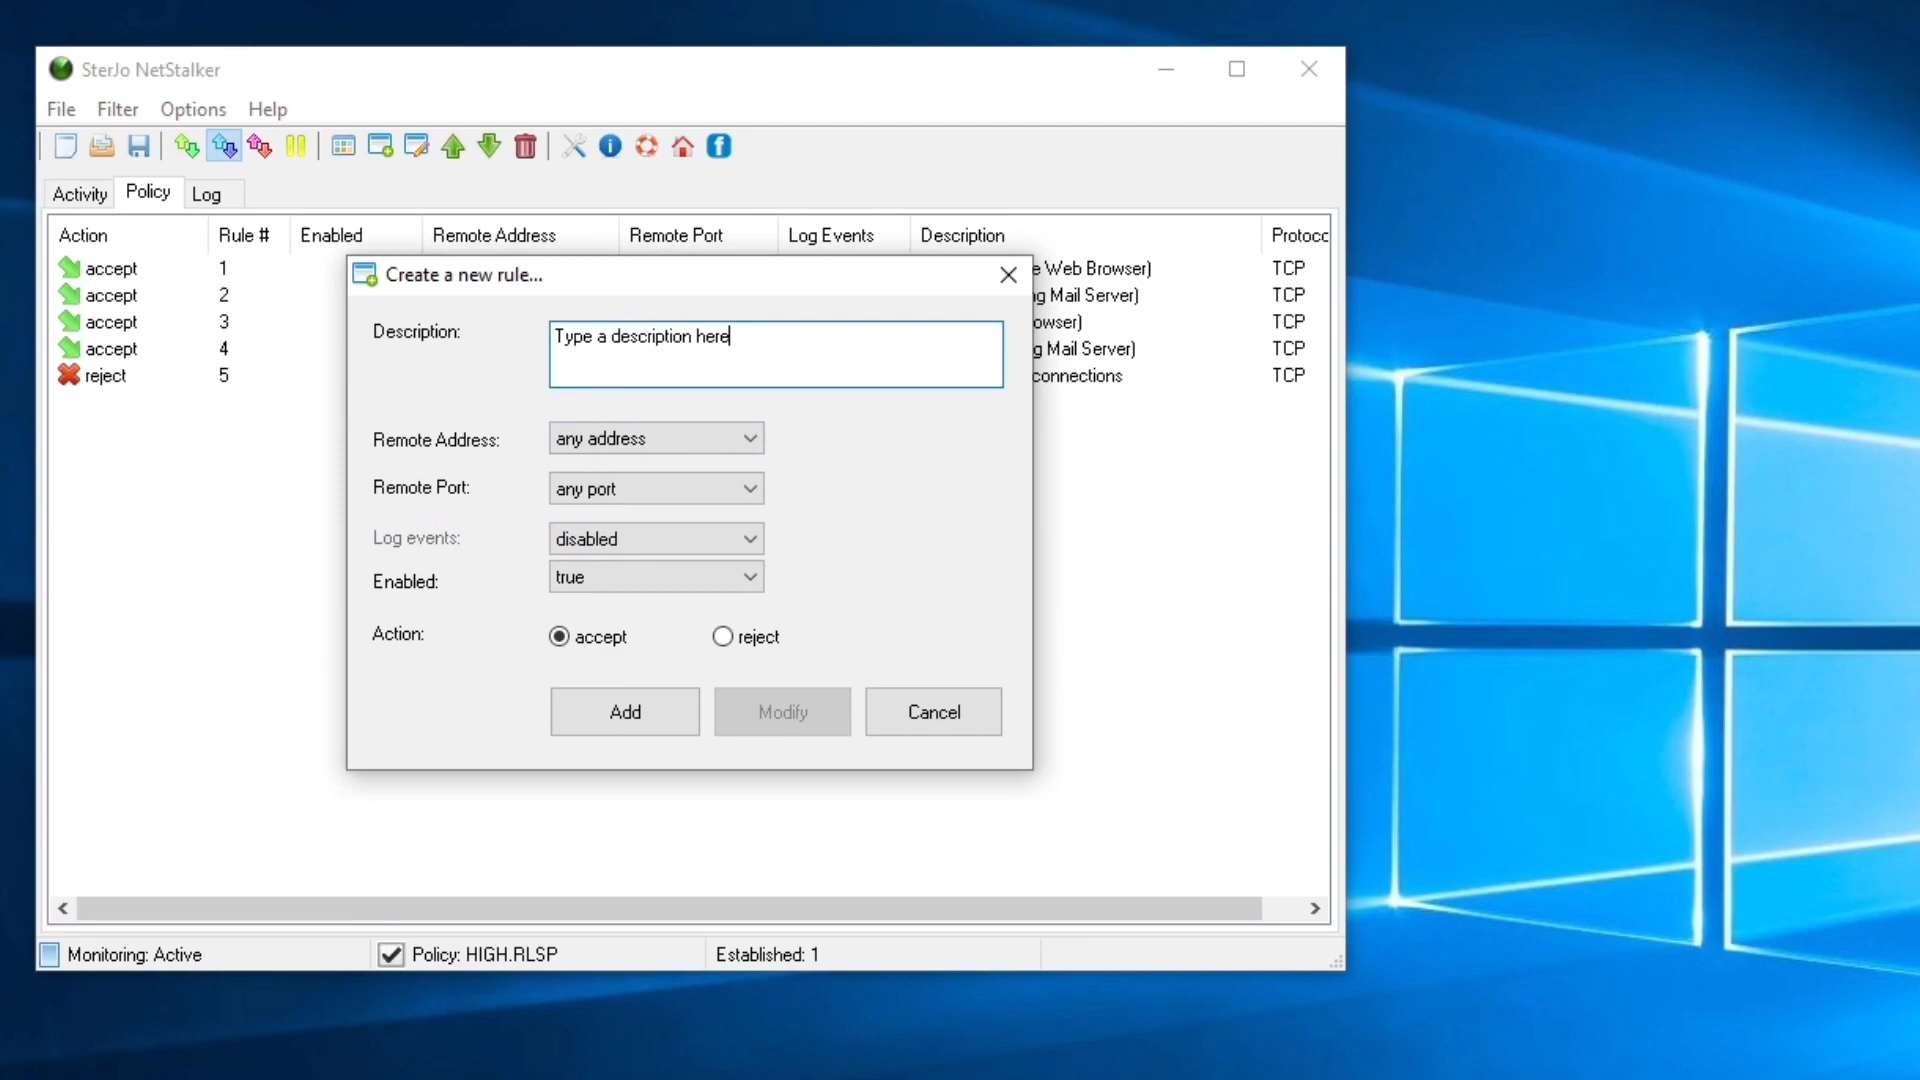 SterJo NetStalker
File Filter Options Help
Activity Policy Log
Action Rule # Enabled Remote Address Remote Port Log Events Description Protoc
accept 1 e Web Browser) TCP
accept 2 g Mail Server) TCP
accept 3 owser) TCP
accept 4 g Mail Server) TCP
reject 5 connections TCP
Create a new rule...
Description: Type a description here
Remote Address: any address
Remote Port: any port
Log events: disabled
Enabled: true
Action: accept reject
Add Modify Cancel
Monitoring: Active Policy: HIGH.RLSP Established: 1